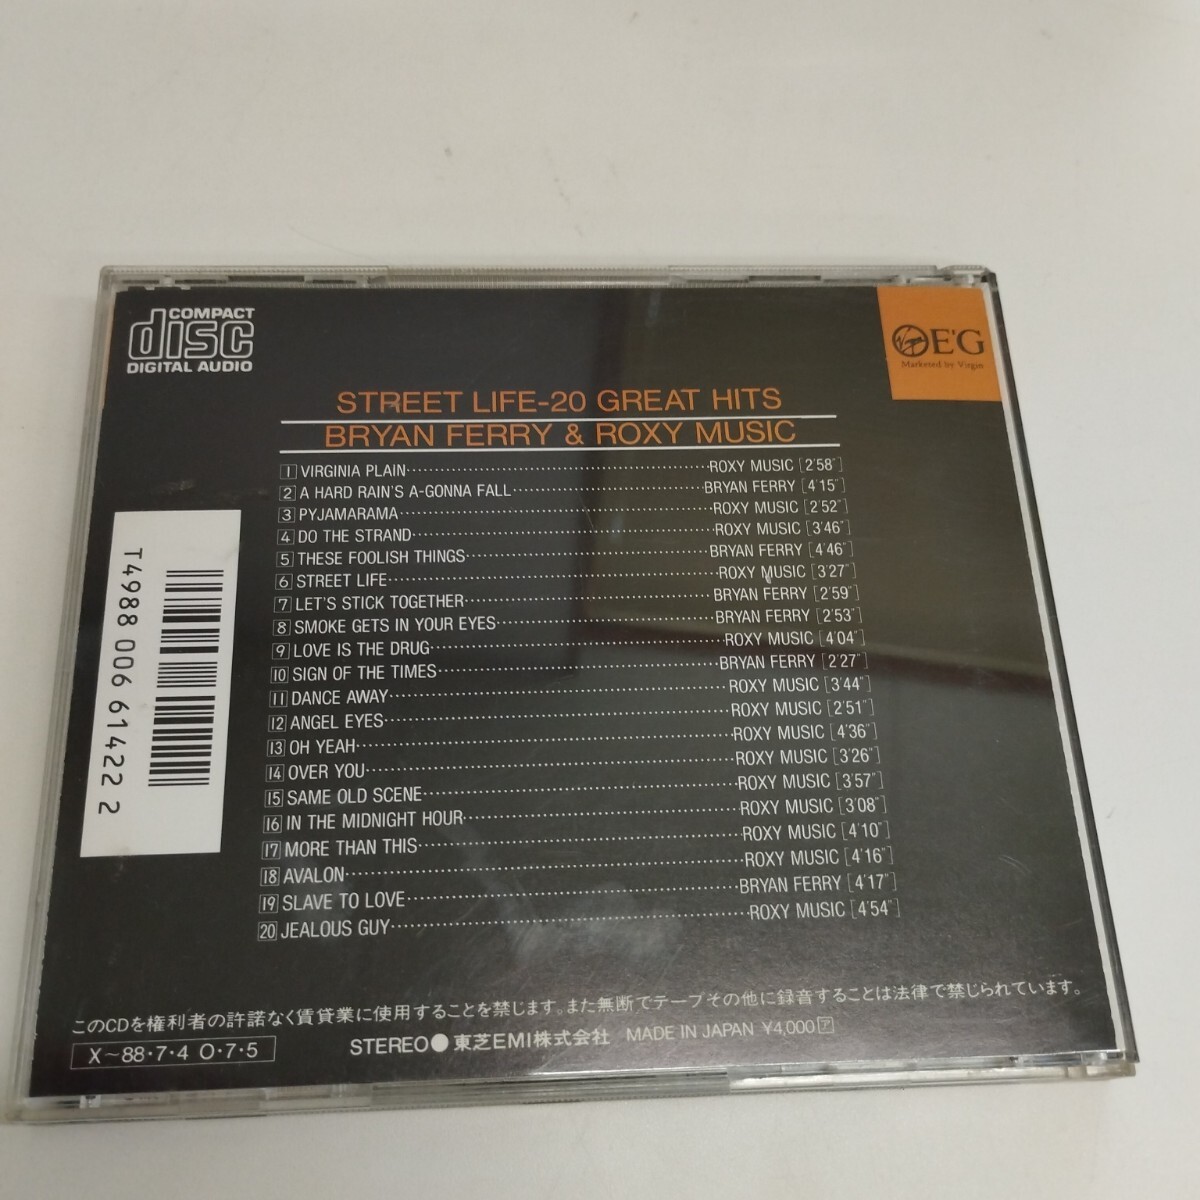 COMPACT
disc
DIGITAL AUDIO
Virgin
E'G
Marketed by Virgin
STREET LIFE-20 GREAT HITS
BRYAN FERRY & ROXY MUSIC
1 VIRGINIA PLAIN ROXY MUSIC [2'58"]
2 A HARD RAIN'S A-GONNA FALL BRYAN FERRY [4'15"]
3 PYJAMARAMA ROXY MUSIC [2'52"]
4 DO THE STRAND ROXY MUSIC [3'46"]
5 THESE FOOLISH THINGS BRYAN FERRY [4'46"]
6 STREET LIFE ROXY MUSIC [3'27"]
7 LET'S STICK TOGETHER BRYAN FERRY [2'59"]
8 SMOKE GETS IN YOUR EYES BRYAN FERRY [2'53"]
9 LOVE IS THE DRUG ROXY MUSIC [4'04"]
10 SIGN OF THE TIMES BRYAN FERRY [2'27"]
11 DANCE AWAY ROXY MUSIC [3'44"]
12 ANGEL EYES ROXY MUSIC [2'51"]
13 OH YEAH ROXY MUSIC [4'36"]
14 OVER YOU ROXY MUSIC [3'26"]
15 SAME OLD SCENE ROXY MUSIC [3'57"]
16 IN THE MIDNIGHT HOUR ROXY MUSIC [3'08"]
17 MORE THAN THIS ROXY MUSIC [4'10"]
18 AVALON ROXY MUSIC [4'16"]
19 SLAVE TO LOVE BRYAN FERRY [4'17"]
20 JEALOUS GUY ROXY MUSIC [4'54"]
T4988 006 61422 2
このCDを権利者の許諾なく賃貸業に使用することを禁じます。また無断でテープその他に録音することは法律で禁じられています。
X〜88・7・4 O・7・5
STEREO●東芝EMI株式会社 MADE IN JAPAN ¥4,000ア